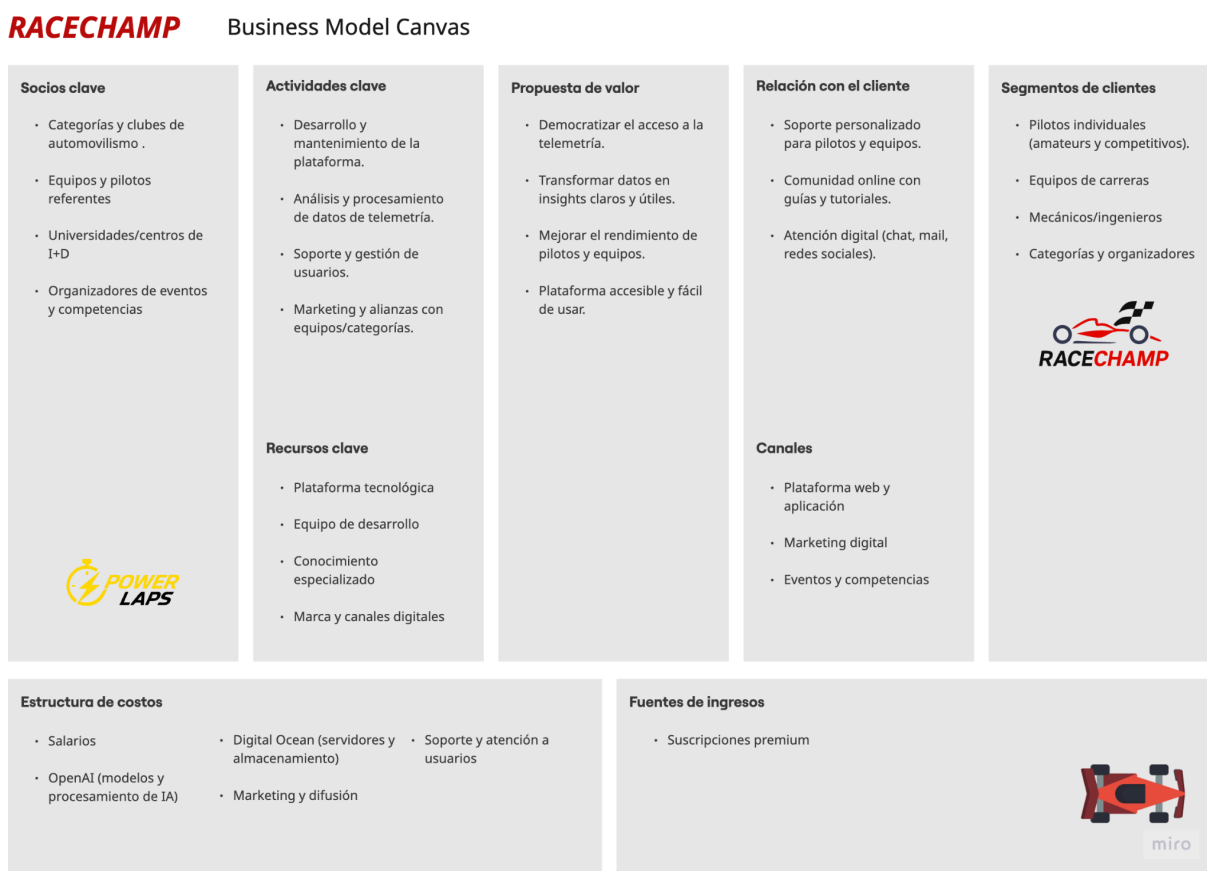 RACECHAMP
Business Model Canvas
Socios clave
· Categorías y clubes de
automovilismo .
· Equipos y pilotos
referentes
· Universidades/centros de
I+D
· Organizadores de eventos
y competencias
POWER
LAPS
Actividades clave
· Desarrollo y
mantenimiento de la
plataforma.
· Análisis y procesamiento
de datos de telemetría.
· Soporte y gestión de
usuarios.
· Marketing y alianzas con
equipos/categorías.
Recursos clave
· Plataforma tecnológica
· Equipo de desarrollo
· Conocimiento
especializado
· Marca y canales digitales
Propuesta de valor
· Democratizar el acceso a la
telemetría.
· Transformar datos en
insights claros y útiles.
· Mejorar el rendimiento de
pilotos y equipos.
· Plataforma accesible y fácil
de usar.
Relación con el cliente
· Soporte personalizado
para pilotos y equipos.
· Comunidad online con
guías y tutoriales.
· Atención digital (chat, mail,
redes sociales).
Canales
· Plataforma web y
aplicación
· Marketing digital
· Eventos y competencias
Segmentos de clientes
· Pilotos individuales
(amateurs y competitivos).
· Equipos de carreras
· Mecánicos/ingenieros
· Categorías y organizadores
RACECHAMP
Estructura de costos
· Salarios
· OpenAI (modelos y
procesamiento de IA)
· Digital Ocean (servidores y
almacenamiento)
· Marketing y difusión
· Soporte y atención a
usuarios
Fuentes de ingresos
· Suscripciones premium
miro